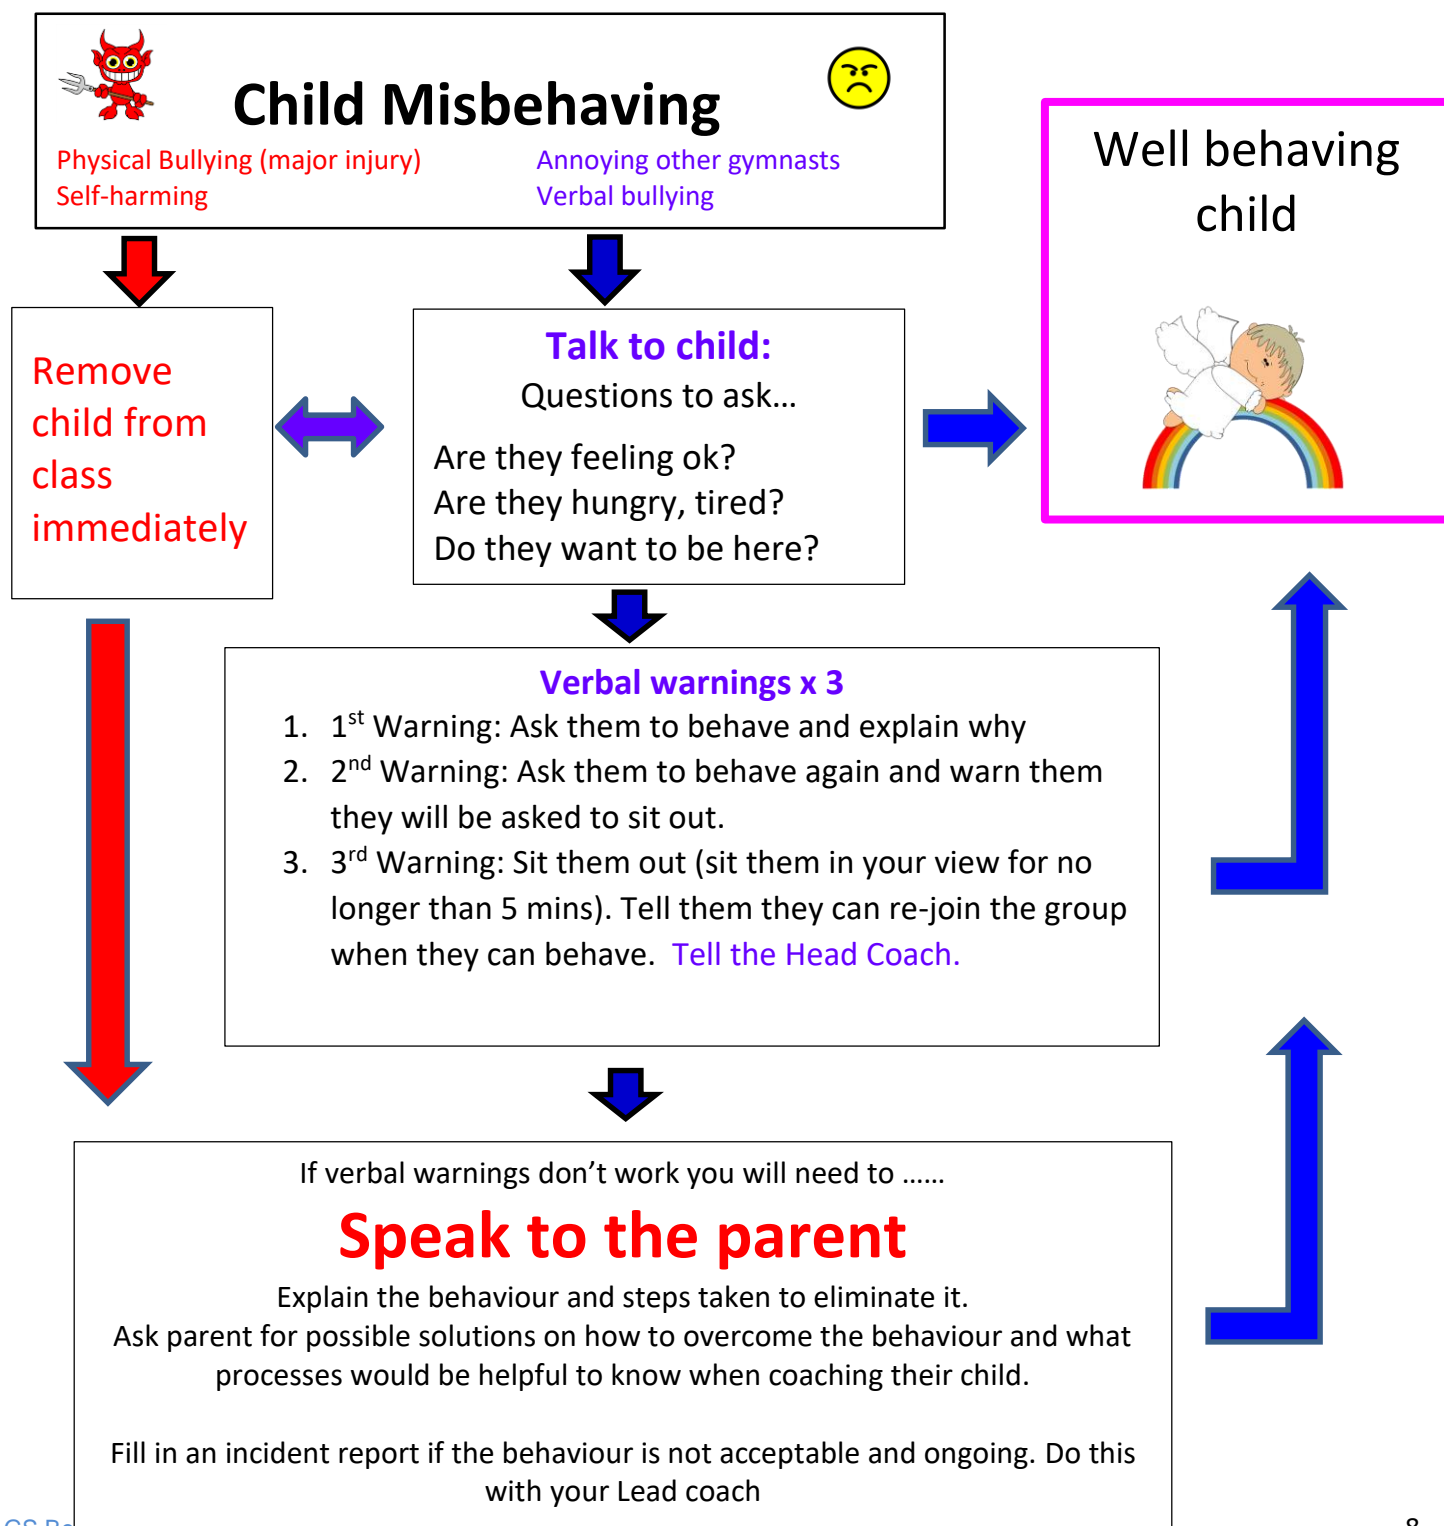 Child Misbehaving
Physical Bullying (major injury)
Self-harming
Annoying other gymnasts
Verbal bullying
Well behaving
child
Remove
child from
class
immediately
Talk to child:
Questions to ask...
Are they feeling ok?
Are they hungry, tired?
Do they want to be here?
Verbal warnings x 3
1. 1st Warning: Ask them to behave and explain why
2. 2nd Warning: Ask them to behave again and warn them
they will be asked to sit out.
3. 3rd Warning: Sit them out (sit them in your view for no
longer than 5 mins). Tell them they can re-join the group
when they can behave. Tell the Head Coach.
If verbal warnings don’t work you will need to ......
Speak to the parent
Explain the behaviour and steps taken to eliminate it.
Ask parent for possible solutions on how to overcome the behaviour and what
processes would be helpful to know when coaching their child.
Fill in an incident report if the behaviour is not acceptable and ongoing. Do this
with your Lead coach